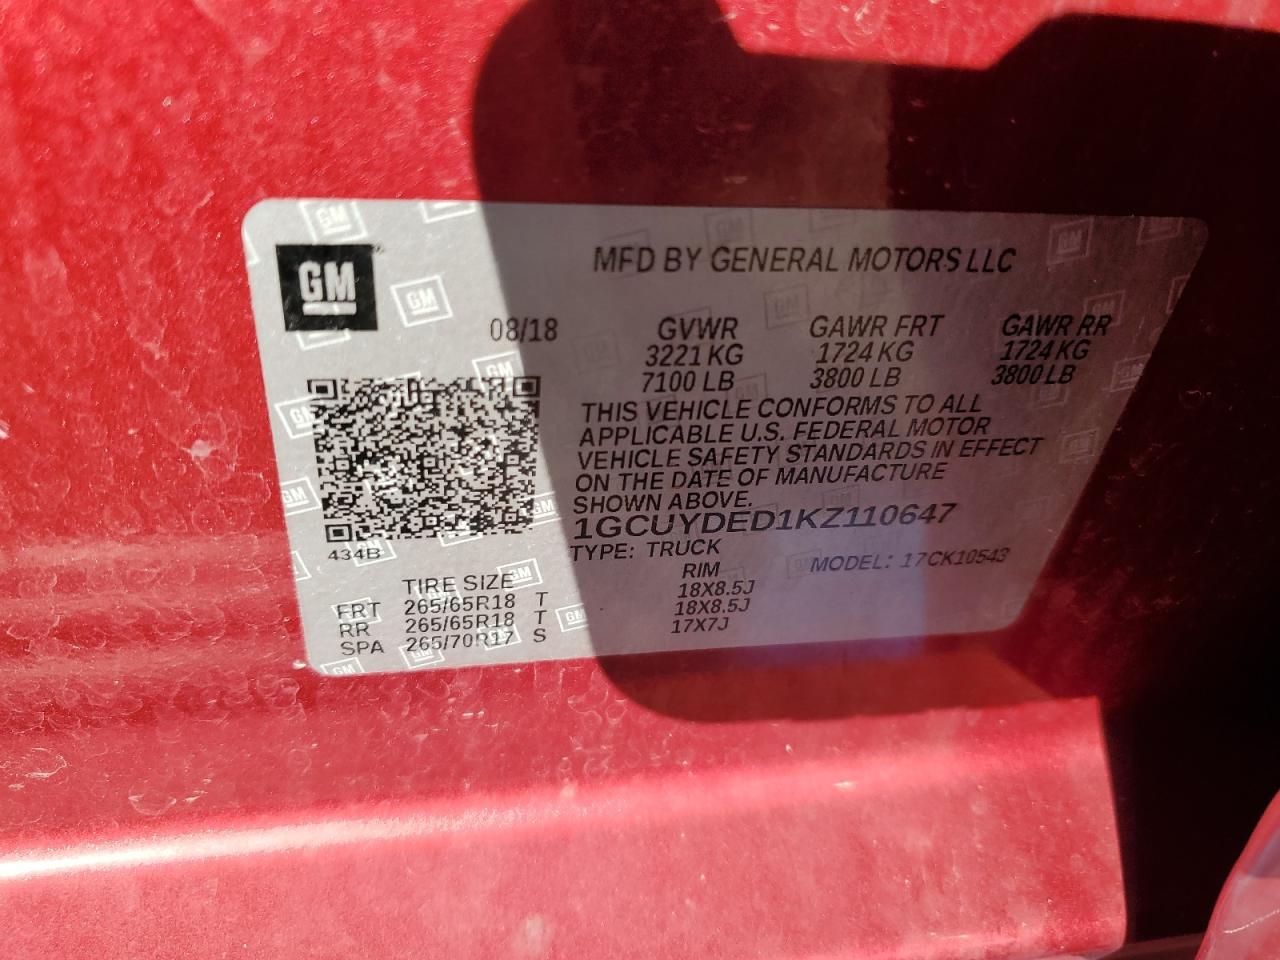 GM
MFD BY GENERAL MOTORS LLC
08/18 GVWR GAWR FRT GAWR RR
3221 KG 1724 KG 1724 KG
7100 LB 3800 LB 3800 LB
THIS VEHICLE CONFORMS TO ALL
APPLICABLE U.S. FEDERAL MOTOR
VEHICLE SAFETY STANDARDS IN EFFECT
ON THE DATE OF MANUFACTURE
SHOWN ABOVE.
1GCUYDED1KZ110647
434B
TYPE: TRUCK MODEL: 17CK10543
TIRE SIZE RIM
FRT 265/65R18 T 18X8.5J
RR 265/65R18 T 18X8.5J
SPA 265/70R17 S 17X7J